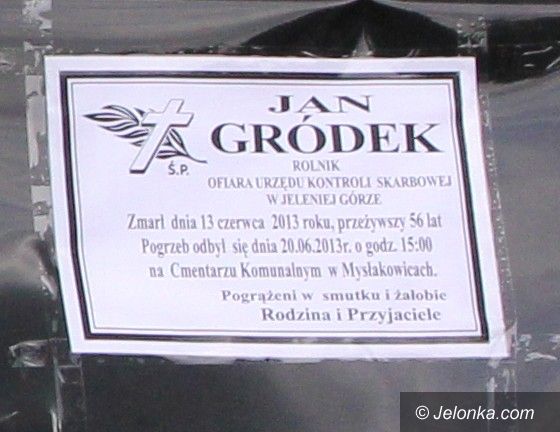 JAN
GRÓDEK
Ś.P.
ROLNIK
OFIARA URZĘDU KONTROLI SKARBOWEJ
W JELENIEJ GÓRZE
Zmarł dnia 13 czerwca 2013 roku, przeżywszy 56 lat
Pogrzeb odbył się dnia 20.06.2013r. o godz. 15:00
na Cmentarzu Komunalnym w Mysłakowicach.
Pogrążeni w smutku i żałobie
Rodzina i Przyjaciele
© Jelonka.com